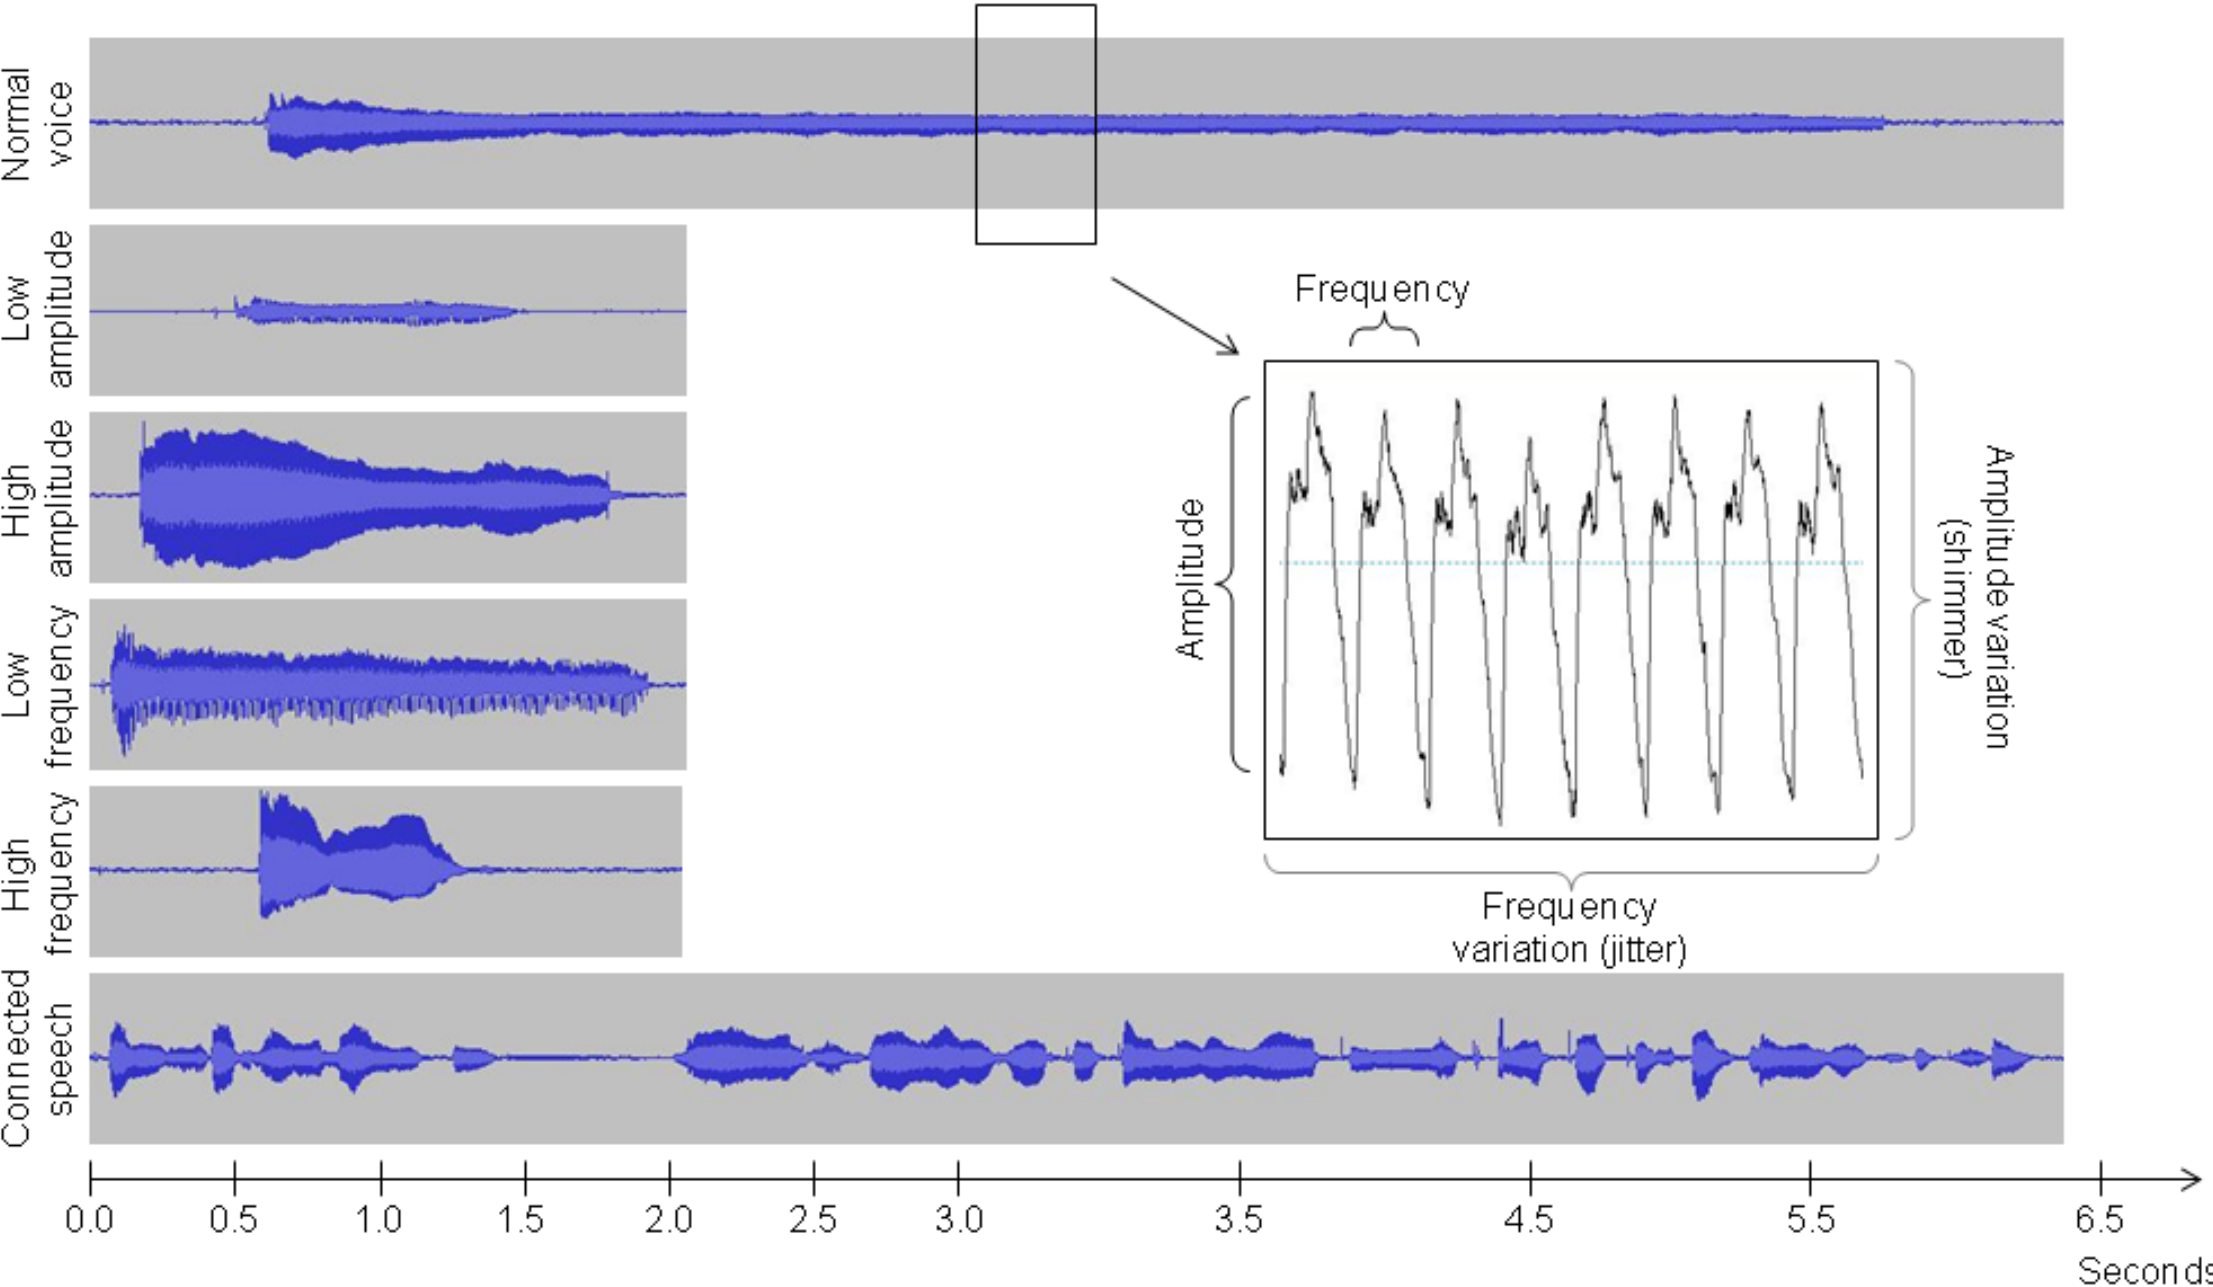 Normal
voice
Low
amplitude
High
amplitude
Low
frequency
High
frequency
Connected
speech
Frequency
Amplitude
Amplitude variation
(shimmer)
Frequency
variation (jitter)
0.0 0.5 1.0 1.5 2.0 2.5 3.0 3.5 4.5 5.5 6.5
Seconds